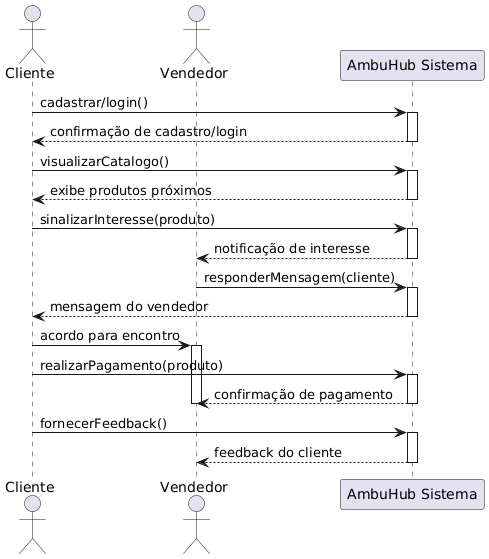 Cliente
Vendedor
AmbuHub Sistema
cadastrar/login()
confirmação de cadastro/login
visualizarCatalogo()
exibe produtos próximos
sinalizarInteresse(produto)
notificação de interesse
responderMensagem(cliente)
mensagem do vendedor
acordo para encontro
realizarPagamento(produto)
confirmação de pagamento
fornecerFeedback()
feedback do cliente
Cliente
Vendedor
AmbuHub Sistema